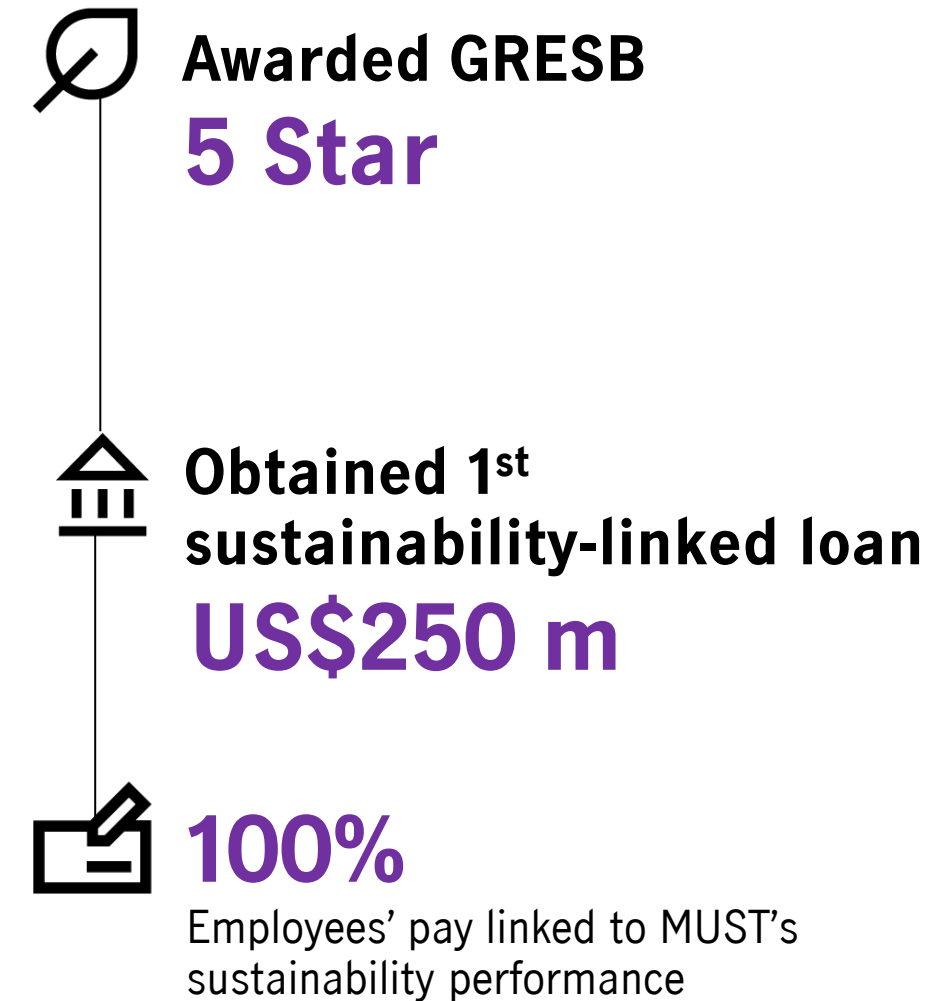 Awarded GRESB
5 Star
Obtained 1st
sustainability-linked loan
US$250 m
100%
Employees’ pay linked to MUST’s
sustainability performance